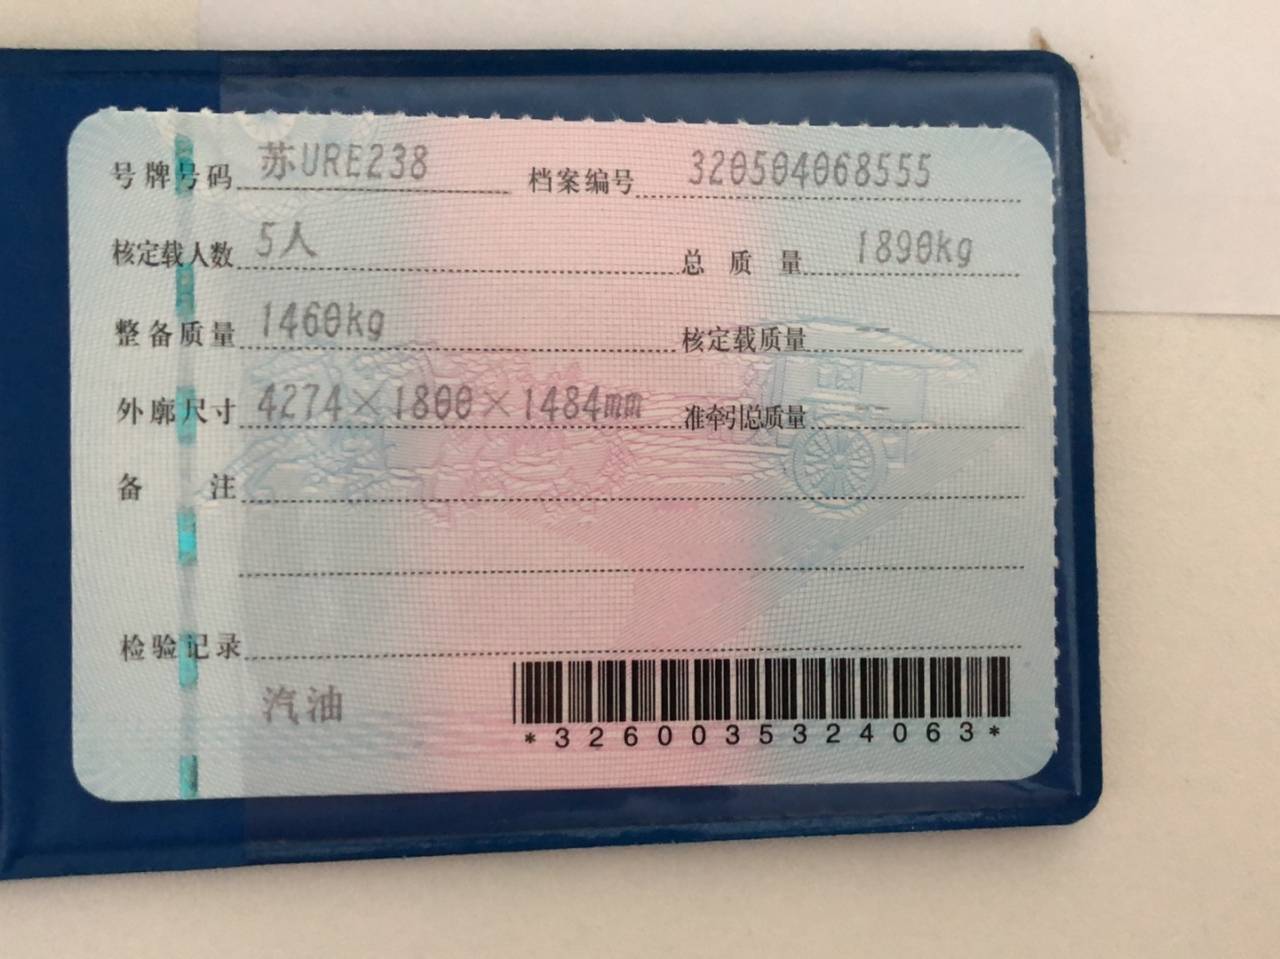 号牌号码 苏URE238 档案编号 320504068555
核定载人数 5人 总质量 1890kg
整备质量 1460kg 核定载质量
外廓尺寸 4274×1800×1484mm 准牵引总质量
备注
检验记录
汽油
*3260035324063*